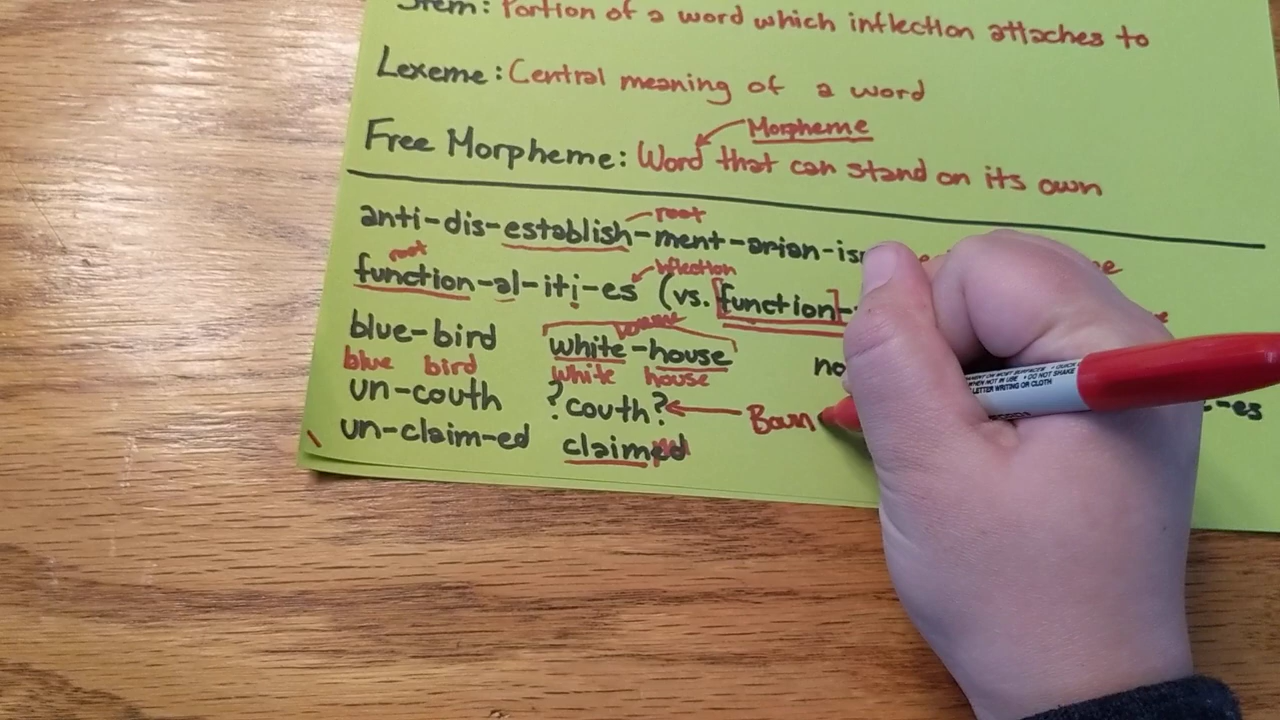 Stem: Portion of a word which inflection attaches to
Lexeme: Central meaning of a word
Morpheme
Free Morpheme: Word that can stand on its own
root
anti-dis-establish-ment-arian-is
root inflection
function-al-iti-es (vs. [function]-
blue-bird white-house no
blue bird white house
un-couth ?couth? Boun -es
un-claim-ed claimed